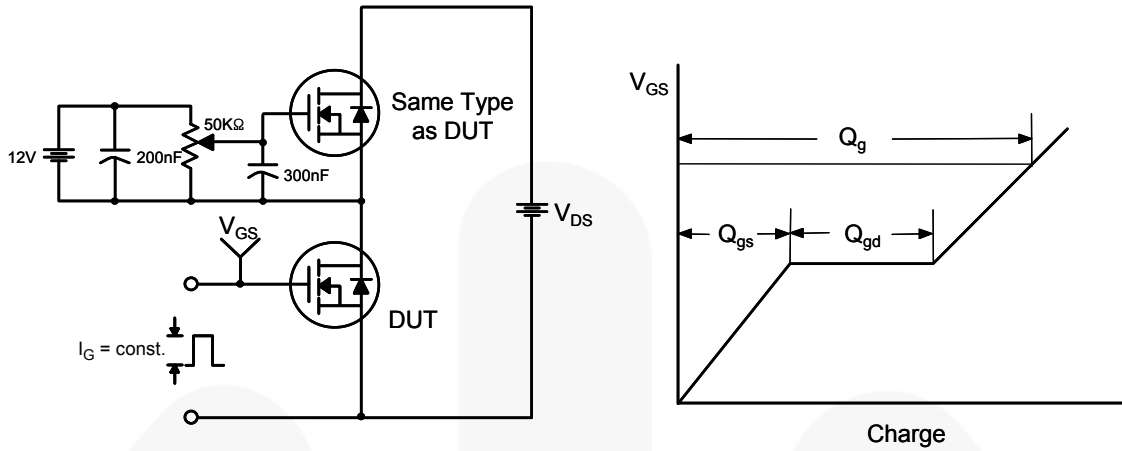 12V
200nF
50KΩ
300nF
Same Type
as DUT
V_DS
V_GS
DUT
I_G = const.
V_GS
Q_g
Q_gs
Q_gd
Charge